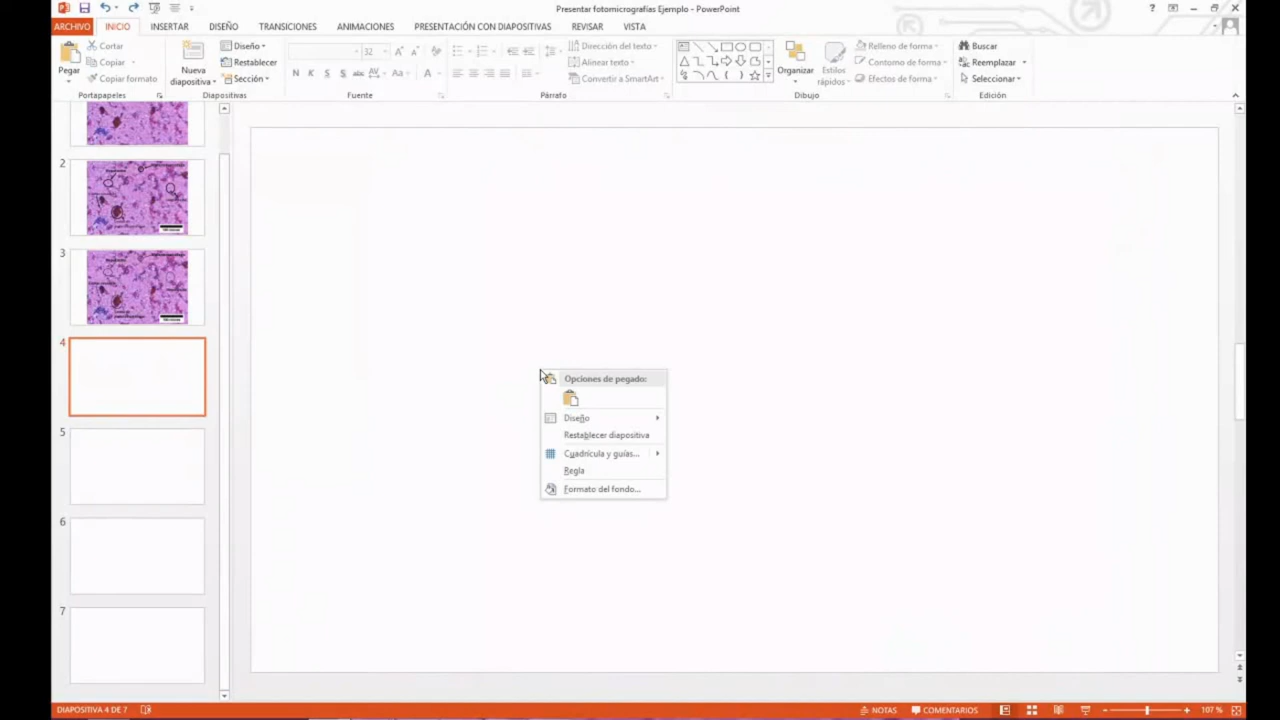 Presentar fotomicrografías Ejemplo - PowerPoint
ARCHIVO INICIO INSERTAR DISEÑO TRANSICIONES ANIMACIONES PRESENTACIÓN CON DIAPOSITIVAS REVISAR VISTA
Pegar
Cortar
Copiar
Copiar formato
Portapapeles
Nueva
diapositiva
Diseño
Restablecer
Sección
Diapositivas
32
N K S S abc AV Aa A
Fuente
Dirección del texto
Alinear texto
Convertir a SmartArt
Párrafo
Organizar
Estilos
rápidos
Relleno de forma
Contorno de forma
Efectos de forma
Dibujo
Buscar
Reemplazar
Seleccionar
Edición
2
3
4
5
6
7
Opciones de pegado:
Diseño
Restablecer diapositiva
Cuadrícula y guías...
Regla
Formato del fondo...
DIAPOSITIVA 4 DE 7 NOTAS COMENTARIOS 107 %